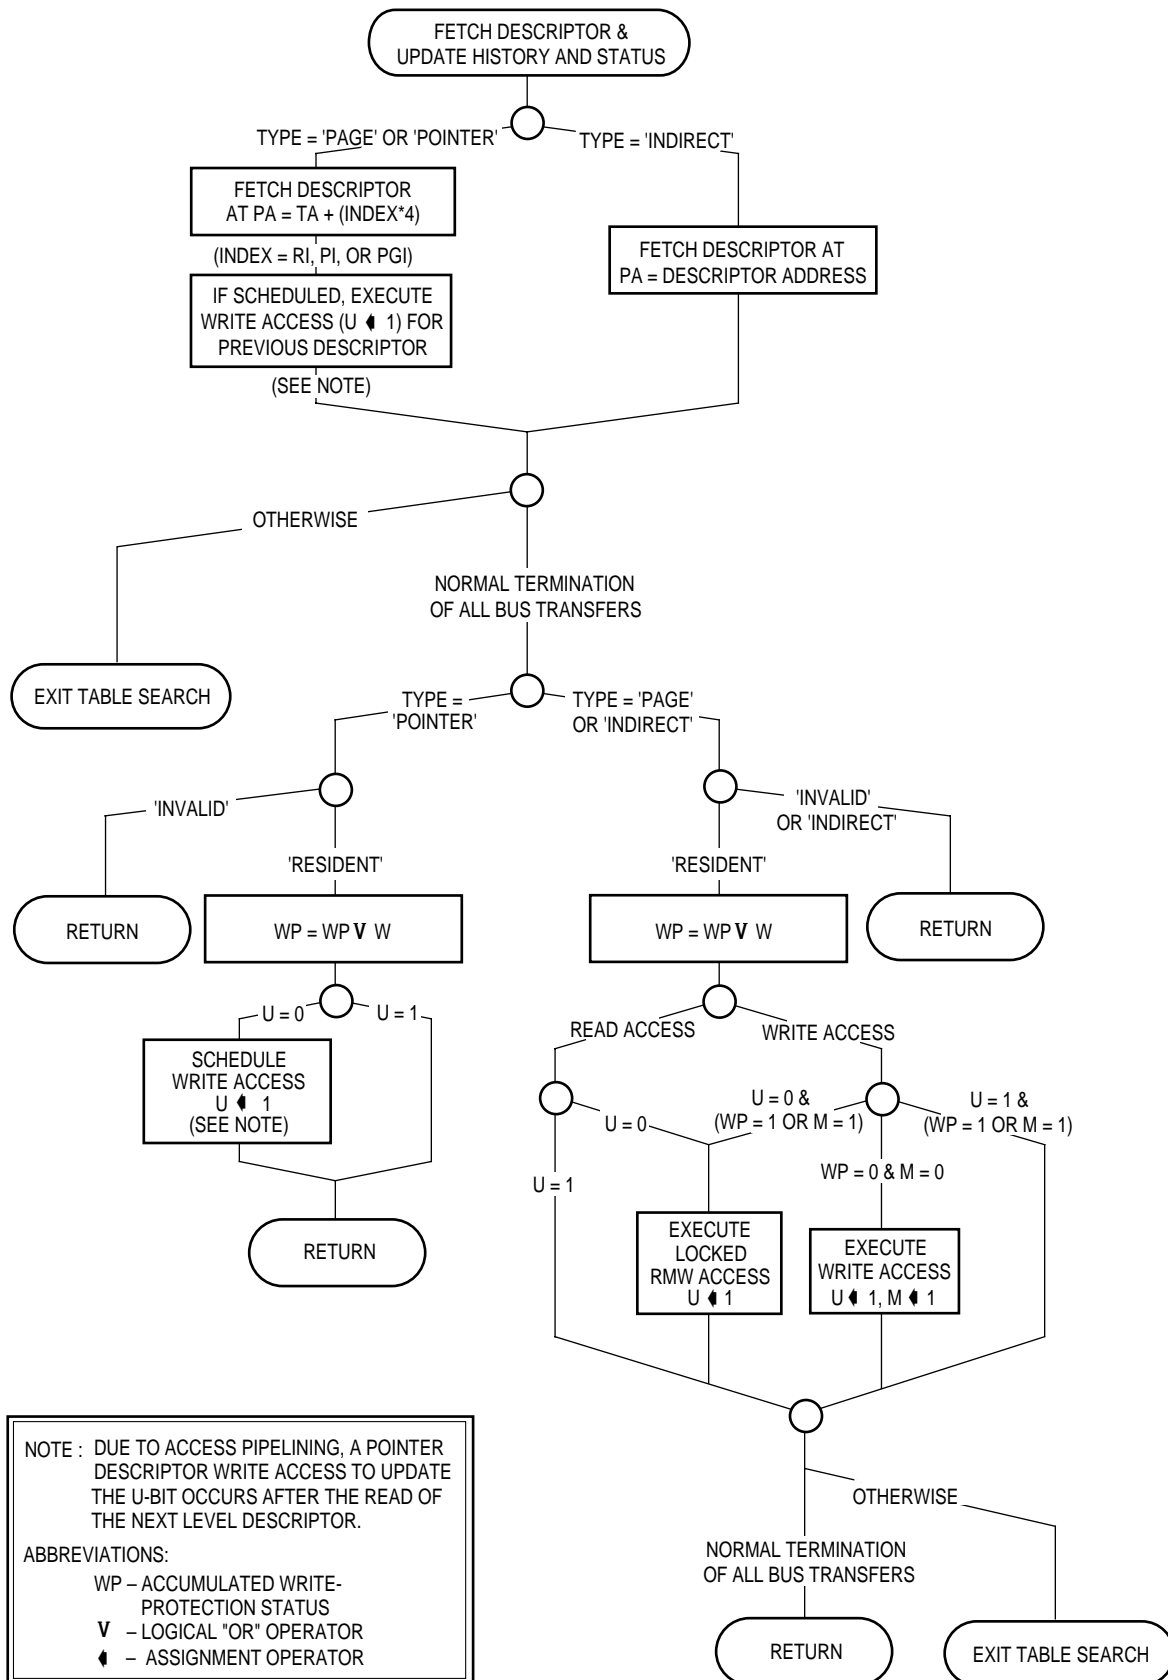 FETCH DESCRIPTOR &
UPDATE HISTORY AND STATUS
TYPE = 'PAGE' OR 'POINTER'
TYPE = 'INDIRECT'
FETCH DESCRIPTOR
AT PA = TA + (INDEX*4)
(INDEX = RI, PI, OR PGI)
FETCH DESCRIPTOR AT
PA = DESCRIPTOR ADDRESS
IF SCHEDULED, EXECUTE
WRITE ACCESS (U ⬅ 1) FOR
PREVIOUS DESCRIPTOR
(SEE NOTE)
OTHERWISE
NORMAL TERMINATION
OF ALL BUS TRANSFERS
EXIT TABLE SEARCH
TYPE =
'POINTER'
TYPE = 'PAGE'
OR 'INDIRECT'
'INVALID'
'RESIDENT'
'RESIDENT'
'INVALID'
OR 'INDIRECT'
RETURN
WP = WP V W
WP = WP V W
RETURN
U = 0
U = 1
SCHEDULE
WRITE ACCESS
U ⬅ 1
(SEE NOTE)
RETURN
READ ACCESS
WRITE ACCESS
U = 0
U = 1
U = 0 &
(WP = 1 OR M = 1)
U = 1 &
(WP = 1 OR M = 1)
WP = 0 & M = 0
EXECUTE
LOCKED
RMW ACCESS
U ⬅ 1
EXECUTE
WRITE ACCESS
U ⬅ 1, M ⬅ 1
OTHERWISE
NORMAL TERMINATION
OF ALL BUS TRANSFERS
RETURN
EXIT TABLE SEARCH
NOTE : DUE TO ACCESS PIPELINING, A POINTER
DESCRIPTOR WRITE ACCESS TO UPDATE
THE U-BIT OCCURS AFTER THE READ OF
THE NEXT LEVEL DESCRIPTOR.
ABBREVIATIONS:
WP – ACCUMULATED WRITE-
PROTECTION STATUS
V – LOGICAL "OR" OPERATOR
⬅ – ASSIGNMENT OPERATOR